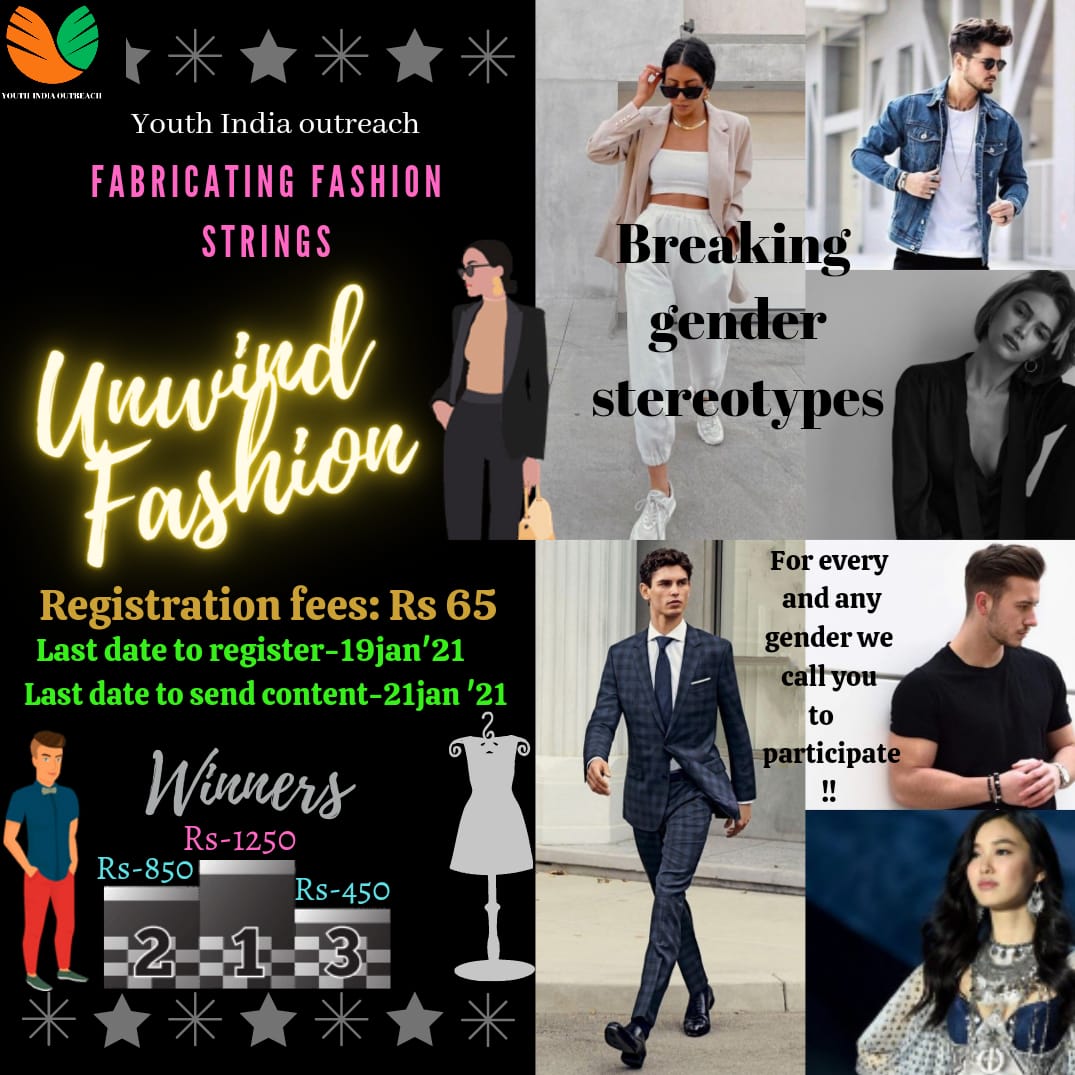 YOUTH INDIA OUTREACH
Youth India outreach
FABRICATING FASHION
STRINGS
Unwind
Fashion
Registration fees: Rs 65
Last date to register-19jan'21
Last date to send content-21jan '21
Winners
Rs-1250
Rs-850
Rs-450
2 1 3
Breaking
gender
stereotypes
For every
and any
gender we
call you
to
participate
!!